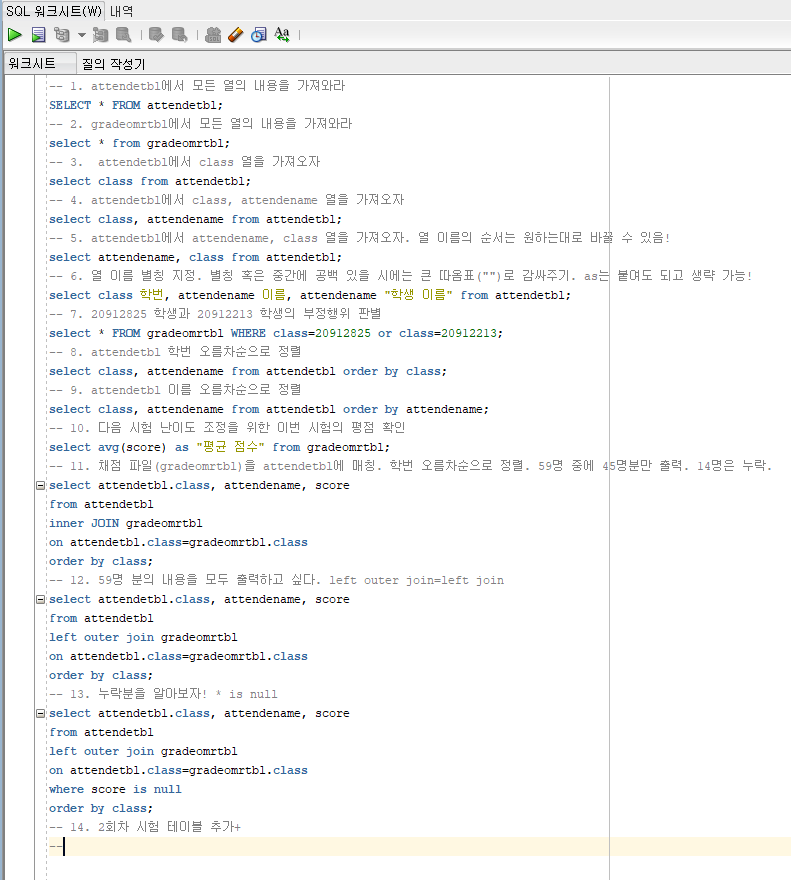 SQL 워크시트(W) 내역
워크시트 질의 작성기
-- 1. attendetbl에서 모든 열의 내용을 가져와라
SELECT * FROM attendetbl;
-- 2. gradeomrtbl에서 모든 열의 내용을 가져와라
select * from gradeomrtbl;
-- 3.  attendetbl에서 class 열을 가져오자
select class from attendetbl;
-- 4. attendetbl에서 class, attendename 열을 가져오자
select class, attendename from attendetbl;
-- 5. attendetbl에서 attendename, class 열을 가져오자. 열 이름의 순서는 원하는대로 바꿀 수 있음!
select attendename, class from attendetbl;
-- 6. 열 이름 별칭 지정. 별칭 혹은 중간에 공백 있을 시에는 큰 따옴표("")로 감싸주기. as는 붙여도 되고 생략 가능!
select class 학번, attendename 이름, attendename "학생 이름" from attendetbl;
-- 7. 20912825 학생과 20912213 학생의 부정행위 판별
select * FROM gradeomrtbl WHERE class=20912825 or class=20912213;
-- 8. attendetbl 학번 오름차순으로 정렬
select class, attendename from attendetbl order by class;
-- 9. attendetbl 이름 오름차순으로 정렬
select class, attendename from attendetbl order by attendename;
-- 10. 다음 시험 난이도 조정을 위한 이번 시험의 평점 확인
select avg(score) as "평균 점수" from gradeomrtbl;
-- 11. 채점 파일(gradeomrtbl)을 attendetbl에 매칭. 학번 오름차순으로 정렬. 59명 중에 45명분만 출력. 14명은 누락.
select attendetbl.class, attendename, score
from attendetbl
inner JOIN gradeomrtbl
on attendetbl.class=gradeomrtbl.class
order by class;
-- 12. 59명 분의 내용을 모두 출력하고 싶다. left outer join=left join
select attendetbl.class, attendename, score
from attendetbl
left outer join gradeomrtbl
on attendetbl.class=gradeomrtbl.class
order by class;
-- 13. 누락분을 알아보자! * is null
select attendetbl.class, attendename, score
from attendetbl
left outer join gradeomrtbl
on attendetbl.class=gradeomrtbl.class
where score is null
order by class;
-- 14. 2회차 시험 테이블 추가+
--